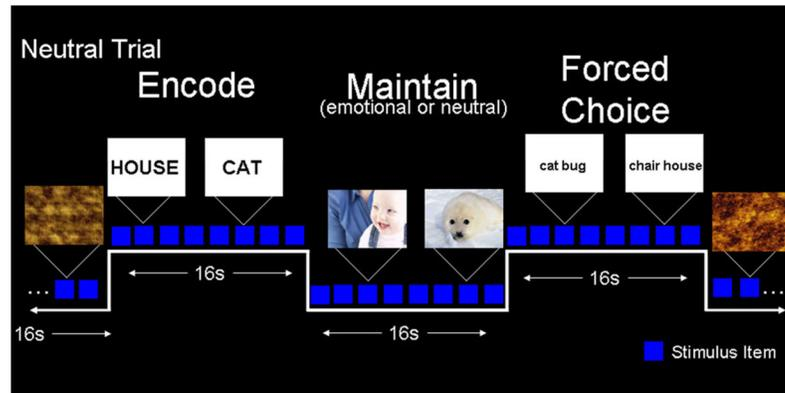 Neutral Trial
Encode
Maintain
(emotional or neutral)
Forced
Choice
HOUSE
CAT
cat bug
chair house
16s
16s
...
...
16s
16s
Stimulus Item